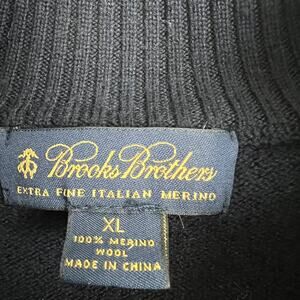 Brooks Brothers
EXTRA FINE ITALIAN MERINO
XL
100% MERINO
WOOL
MADE IN CHINA